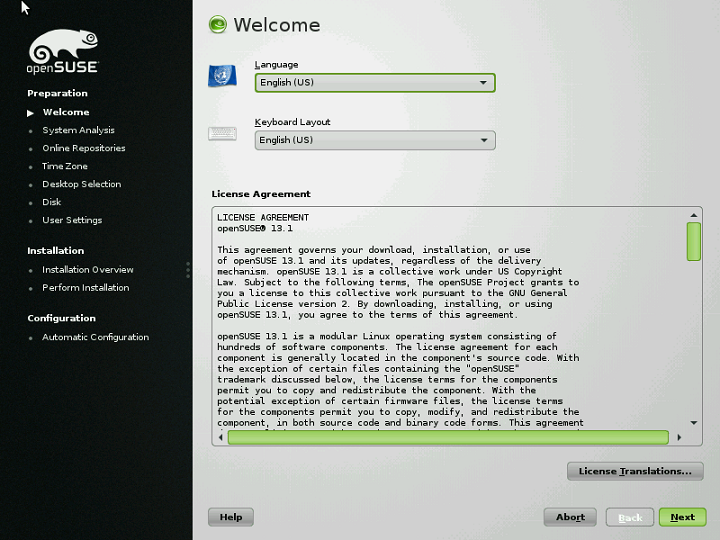 openSUSE
Preparation
Welcome
System Analysis
Online Repositories
Time Zone
Desktop Selection
Disk
User Settings
Installation
Installation Overview
Perform Installation
Configuration
Automatic Configuration
Welcome
Language
English (US)
Keyboard Layout
English (US)
License Agreement
LICENSE AGREEMENT
openSUSE® 13.1
This agreement governs your download, installation, or use
of openSUSE 13.1 and its updates, regardless of the delivery
mechanism. openSUSE 13.1 is a collective work under US Copyright
Law. Subject to the following terms, The openSUSE Project grants to
you a license to this collective work pursuant to the GNU General
Public License version 2. By downloading, installing, or using
openSUSE 13.1, you agree to the terms of this agreement.
openSUSE 13.1 is a modular Linux operating system consisting of
hundreds of software components. The license agreement for each
component is generally located in the component's source code. With
the exception of certain files containing the "openSUSE"
trademark discussed below, the license terms for the components
permit you to copy and redistribute the component. With the
potential exception of certain firmware files, the license terms
for the components permit you to copy, modify, and redistribute the
component, in both source code and binary code forms. This agreement
License Translations...
Help
Abort
Back
Next